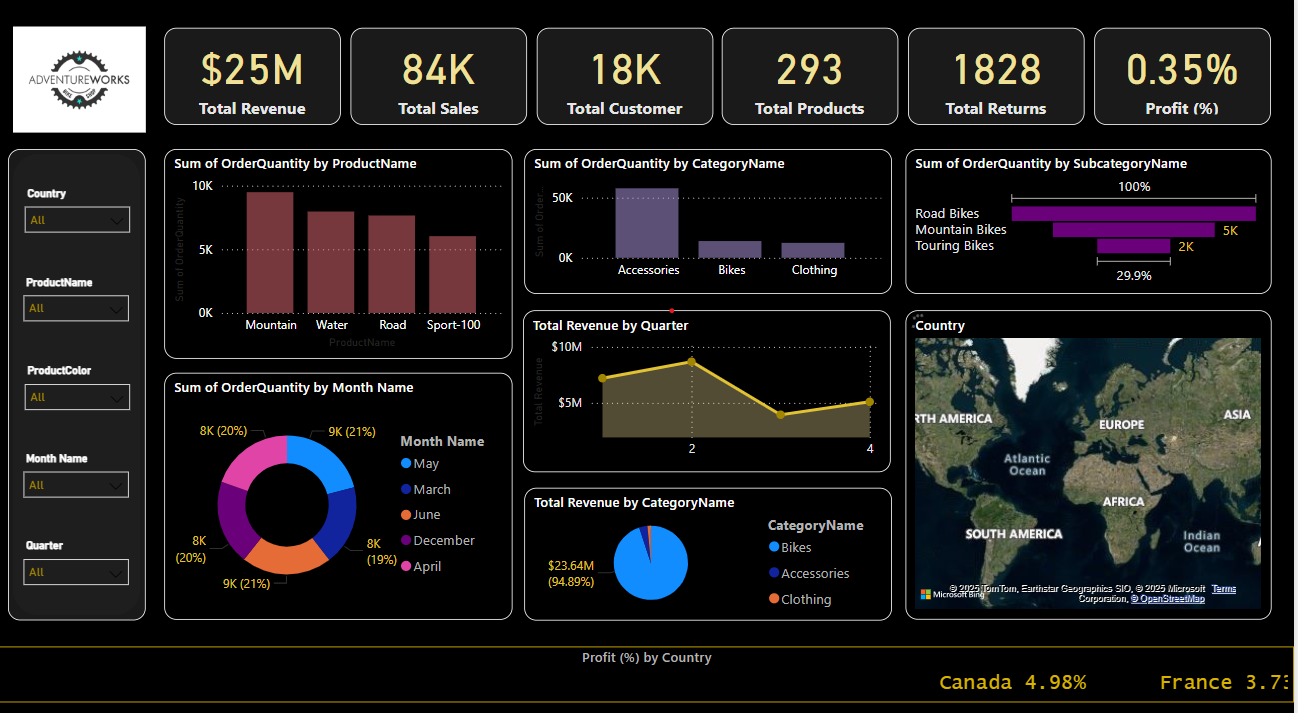 ADVENTUREWORKS
BIKE SHOP
$25M
Total Revenue
84K
Total Sales
18K
Total Customer
293
Total Products
1828
Total Returns
0.35%
Profit (%)
Country
All
ProductName
All
ProductColor
All
Month Name
All
Quarter
All
Sum of OrderQuantity by ProductName
Sum of OrderQuantity
10K
5K
0K
Mountain Water Road Sport-100
ProductName
Sum of OrderQuantity by CategoryName
Sum of Order...
50K
0K
Accessories Bikes Clothing
Sum of OrderQuantity by SubcategoryName
100%
Road Bikes
Mountain Bikes 5K
Touring Bikes 2K
29.9%
Sum of OrderQuantity by Month Name
8K (20%)
9K (21%)
8K
(20%)
8K
(19%)
9K (21%)
Month Name
May
March
June
December
April
Total Revenue by Quarter
Total Revenue
$10M
$5M
2 4
Total Revenue by CategoryName
$23.64M
(94.89%)
CategoryName
Bikes
Accessories
Clothing
Country
RTH AMERICA
EUROPE
ASIA
Atlantic
Ocean
AFRICA
SOUTH AMERICA
Indian
Ocean
Microsoft Bing
© 2025 TomTom, Earthstar Geographics SIO, © 2025 Microsoft
Corporation, © OpenStreetMap
Terms
Profit (%) by Country
Canada 4.98% France 3.73